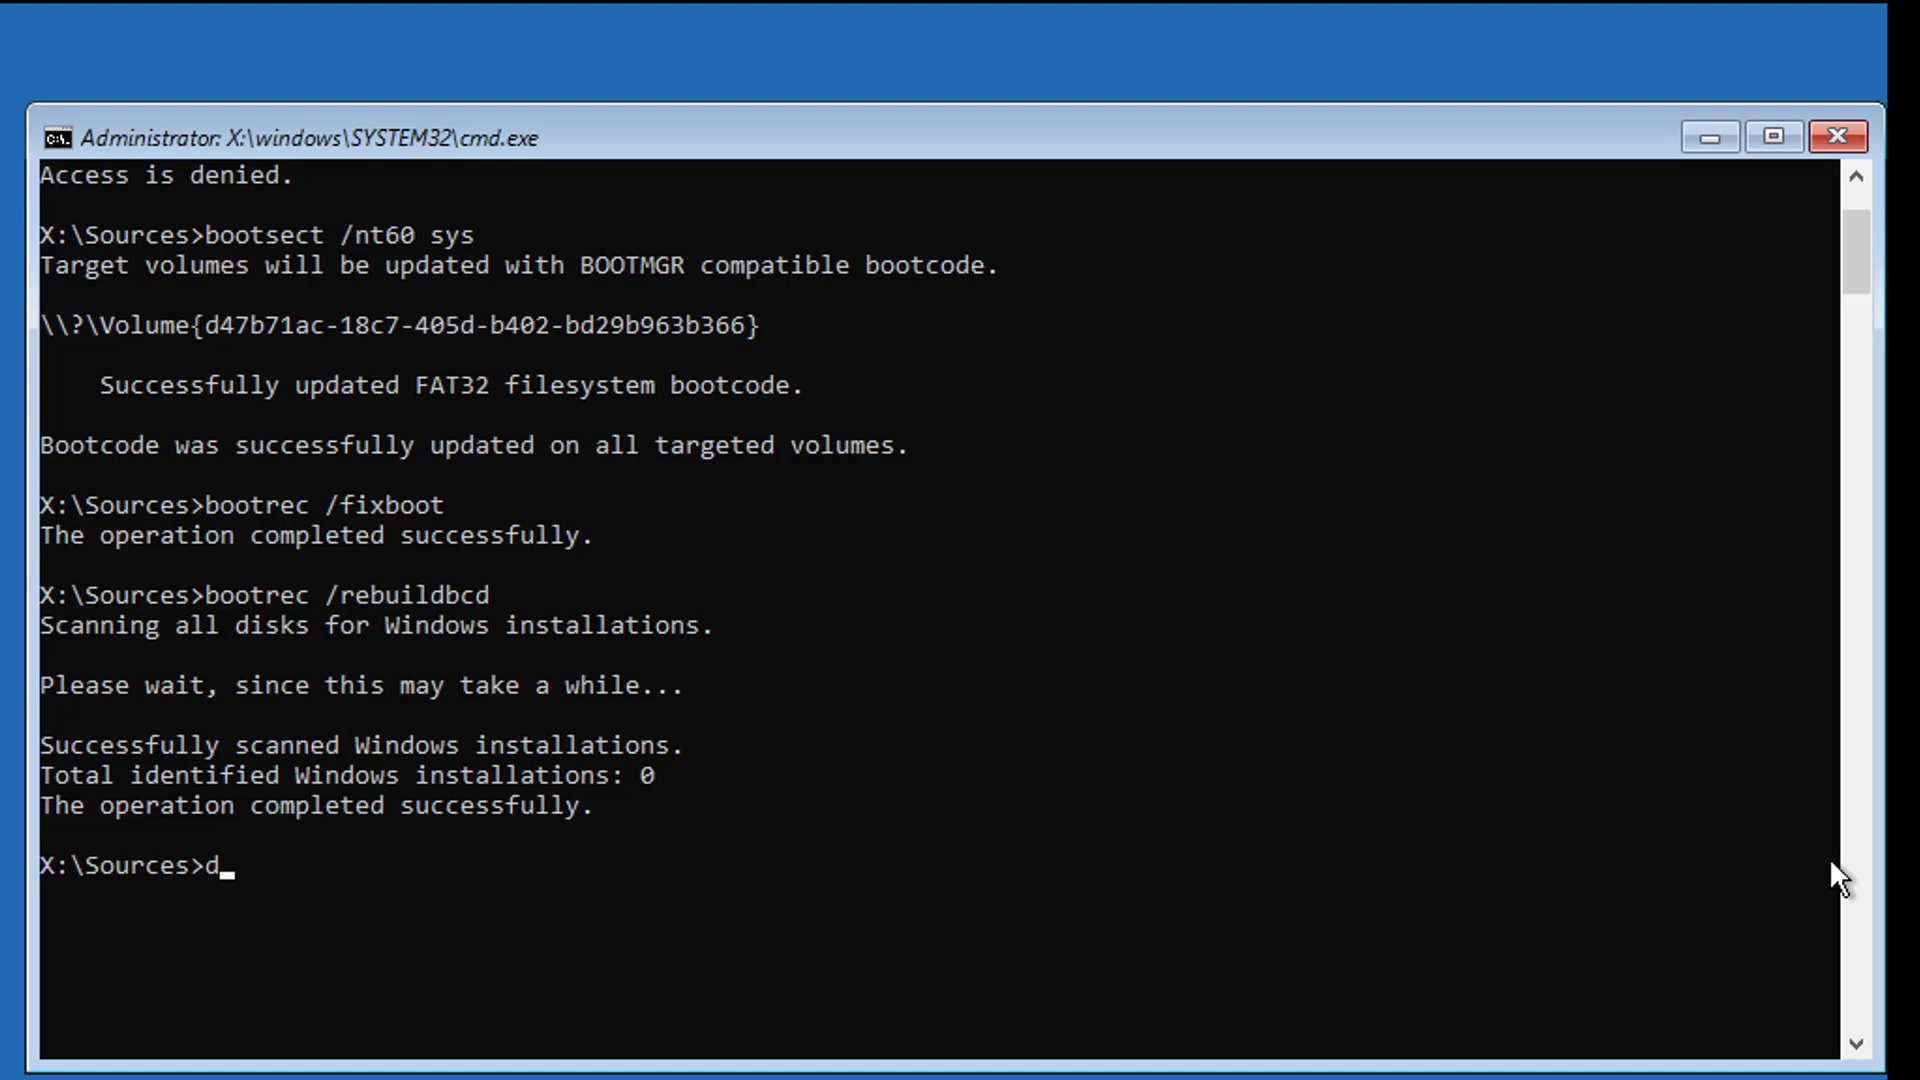 Administrator: X:\windows\SYSTEM32\cmd.exe
Access is denied.
X:\Sources>bootsect /nt60 sys
Target volumes will be updated with BOOTMGR compatible bootcode.
\\?\Volume{d47b71ac-18c7-405d-b402-bd29b963b366}
Successfully updated FAT32 filesystem bootcode.
Bootcode was successfully updated on all targeted volumes.
X:\Sources>bootrec /fixboot
The operation completed successfully.
X:\Sources>bootrec /rebuildbcd
Scanning all disks for Windows installations.
Please wait, since this may take a while...
Successfully scanned Windows installations.
Total identified Windows installations: 0
The operation completed successfully.
X:\Sources>d